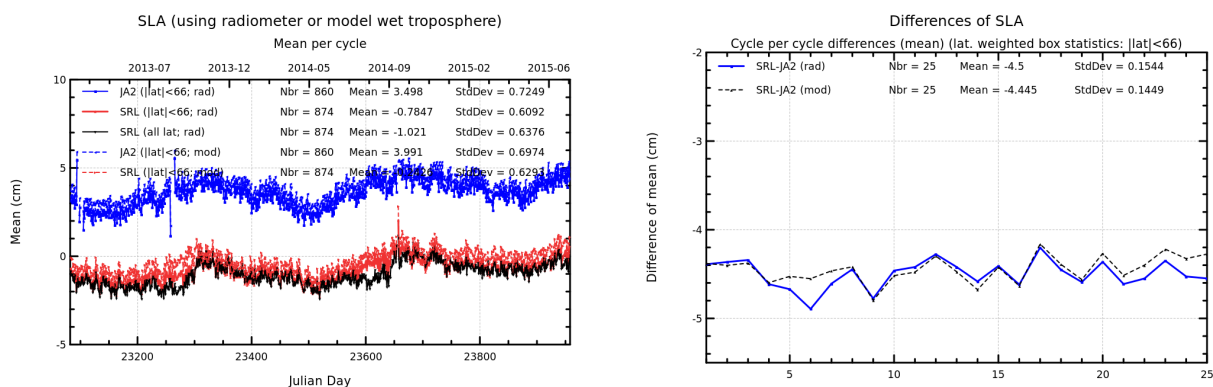 SLA (using radiometer or model wet troposphere)
Mean per cycle
2013-07 2013-12 2014-05 2014-09 2015-02 2015-06
10
JA2 (|lat|<66; rad) Nbr = 860 Mean = 3.498 StdDev = 0.7249
SRL (|lat|<66; rad) Nbr = 874 Mean = -0.7847 StdDev = 0.6092
SRL (all lat; rad) Nbr = 874 Mean = -1.021 StdDev = 0.6376
JA2 (|lat|<66; mod) Nbr = 860 Mean = 3.991 StdDev = 0.6974
5
SRL (|lat|<66; Nbr = 874 Mean = StdDev =
0
-5
Mean (cm)
23200 23400 23600 23800
Julian Day
Differences of SLA
Cycle per cycle differences (mean) (lat. weighted box statistics: |lat|<66)
-2
SRL-JA2 (rad) Nbr = 25 Mean = -4.5 StdDev = 0.1544
SRL-JA2 (mod) Nbr = 25 Mean = -4.445 StdDev = 0.1449
-3
-4
-5
Difference of mean (cm)
5 10 15 20 25